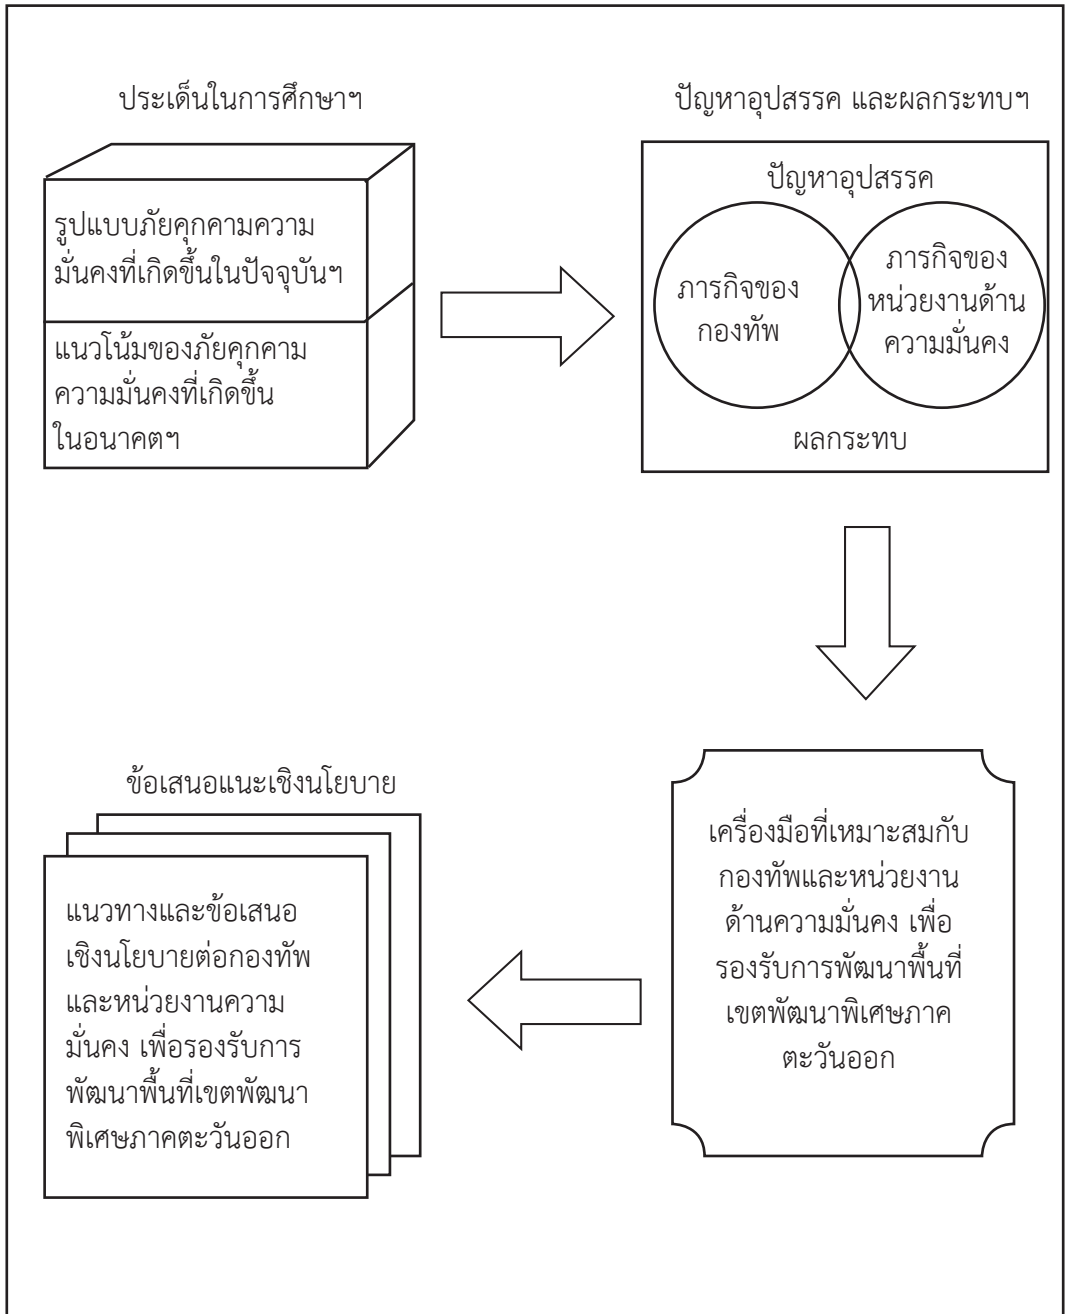 ประเด็นในการศึกษาฯ
รูปแบบภัยคุกคามความ
มั่นคงที่เกิดขึ้นในปัจจุบันฯ
แนวโน้มของภัยคุกคาม
ความมั่นคงที่เกิดขึ้น
ในอนาคตฯ
ปัญหาอุปสรรค และผลกระทบฯ
ปัญหาอุปสรรค
ภารกิจของ
กองทัพ
ภารกิจของ
หน่วยงานด้าน
ความมั่นคง
ผลกระทบ
เครื่องมือที่เหมาะสมกับ
กองทัพและหน่วยงาน
ด้านความมั่นคง เพื่อ
รองรับการพัฒนาพื้นที่
เขตพัฒนาพิเศษภาค
ตะวันออก
ข้อเสนอแนะเชิงนโยบาย
แนวทางและข้อเสนอ
เชิงนโยบายต่อกองทัพ
และหน่วยงานความ
มั่นคง เพื่อรองรับการ
พัฒนาพื้นที่เขตพัฒนา
พิเศษภาคตะวันออก